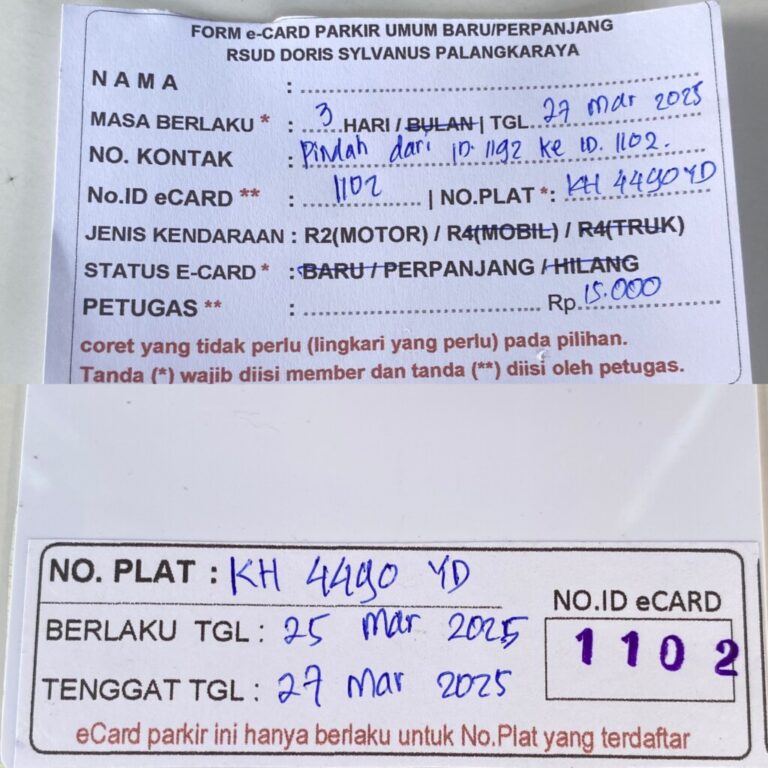 FORM e-CARD PARKIR UMUM BARU/PERPANJANG
RSUD DORIS SYLVANUS PALANGKARAYA
NAMA : 
MASA BERLAKU * : 3 HARI / BULAN | TGL. 27 Mar 2025
NO. KONTAK : Pindah dari ID. 1192 ke ID. 1102.
No.ID eCARD ** : 1102 | NO.PLAT *: KH 4490 YD
JENIS KENDARAAN : R2(MOTOR) / R4(MOBIL) / R4(TRUK)
STATUS E-CARD * : BARU / PERPANJANG / HILANG
PETUGAS ** : Rp. 15.000
coret yang tidak perlu (lingkari yang perlu) pada pilihan.
Tanda (*) wajib diisi member dan tanda (**) diisi oleh petugas.
NO. PLAT : KH 4490 YD
BERLAKU TGL : 25 Mar 2025
TENGGAT TGL : 27 Mar 2025
NO.ID eCARD
1102
eCard parkir ini hanya berlaku untuk No.Plat yang terdaftar